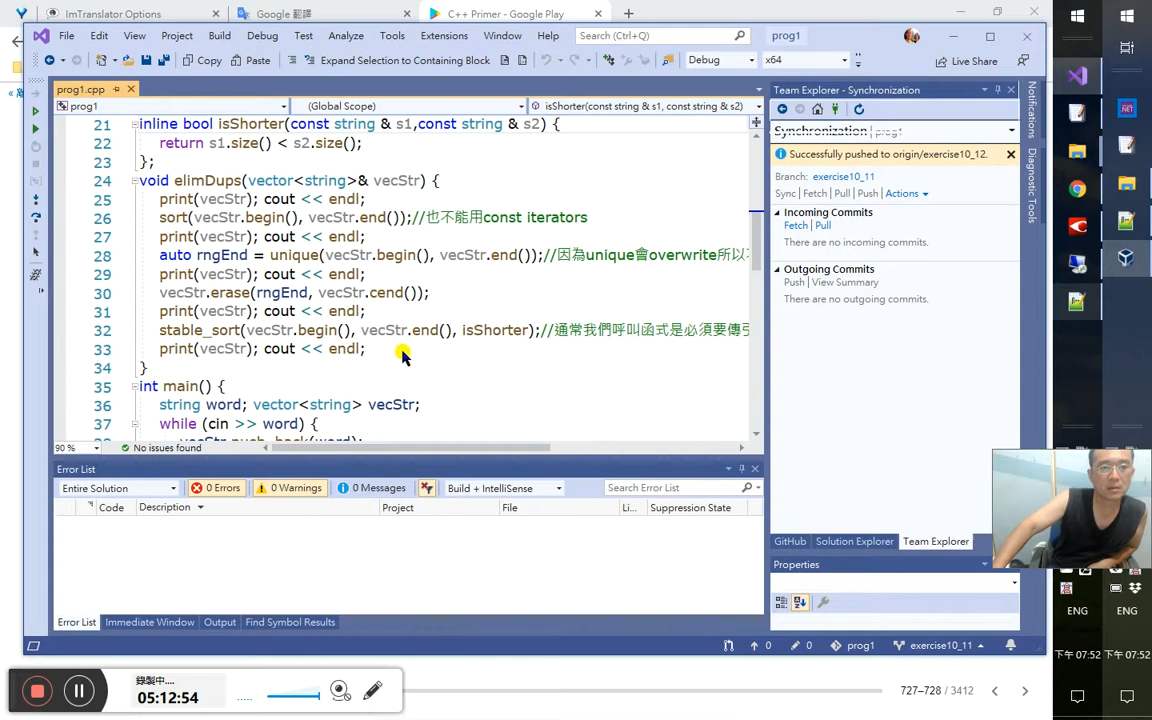 ImTranslator Options
Google 翻譯
C++ Primer - Google Play
File Edit View Project Build Debug Test Analyze Tools Extensions Window Help Search (Ctrl+Q) prog1
Copy Paste Expand Selection to Containing Block Debug x64 Live Share
prog1.cpp
prog1 (Global Scope) isShorter(const string & s1, const string & s2)
21 inline bool isShorter(const string & s1,const string & s2) {
22 return s1.size() < s2.size();
23 };
24 void elimDups(vector<string>& vecStr) {
25 print(vecStr); cout << endl;
26 sort(vecStr.begin(), vecStr.end());//也不能用const iterators
27 print(vecStr); cout << endl;
28 auto rngEnd = unique(vecStr.begin(), vecStr.end());//因為unique會overwrite所以
29 print(vecStr); cout << endl;
30 vecStr.erase(rngEnd, vecStr.cend());
31 print(vecStr); cout << endl;
32 stable_sort(vecStr.begin(), vecStr.end(), isShorter);//通常我們呼叫函式是必須要傳引
33 print(vecStr); cout << endl;
34 }
35 int main() {
36 string word; vector<string> vecStr;
37 while (cin >> word) {
vecStr.push_back(word);
90 % No issues found
Team Explorer - Synchronization
Synchronization | prog1
Successfully pushed to origin/exercise10_12.
Branch: exercise10_11
Sync | Fetch | Pull | Push | Actions
Incoming Commits
Fetch | Pull
There are no incoming commits.
Outgoing Commits
Push | View Summary
There are no outgoing commits.
Notifications
Diagnostic Tools
Error List
Entire Solution 0 Errors 0 Warnings 0 Messages Build + IntelliSense Search Error List
Code Description Project File Li... Suppression State
Error List Immediate Window Output Find Symbol Results
GitHub Solution Explorer Team Explorer
Properties
0 0 prog1 exercise10_11
錄製中....
05:12:54
727–728 / 3412
ENG ENG
下午 07:52 下午 07:52